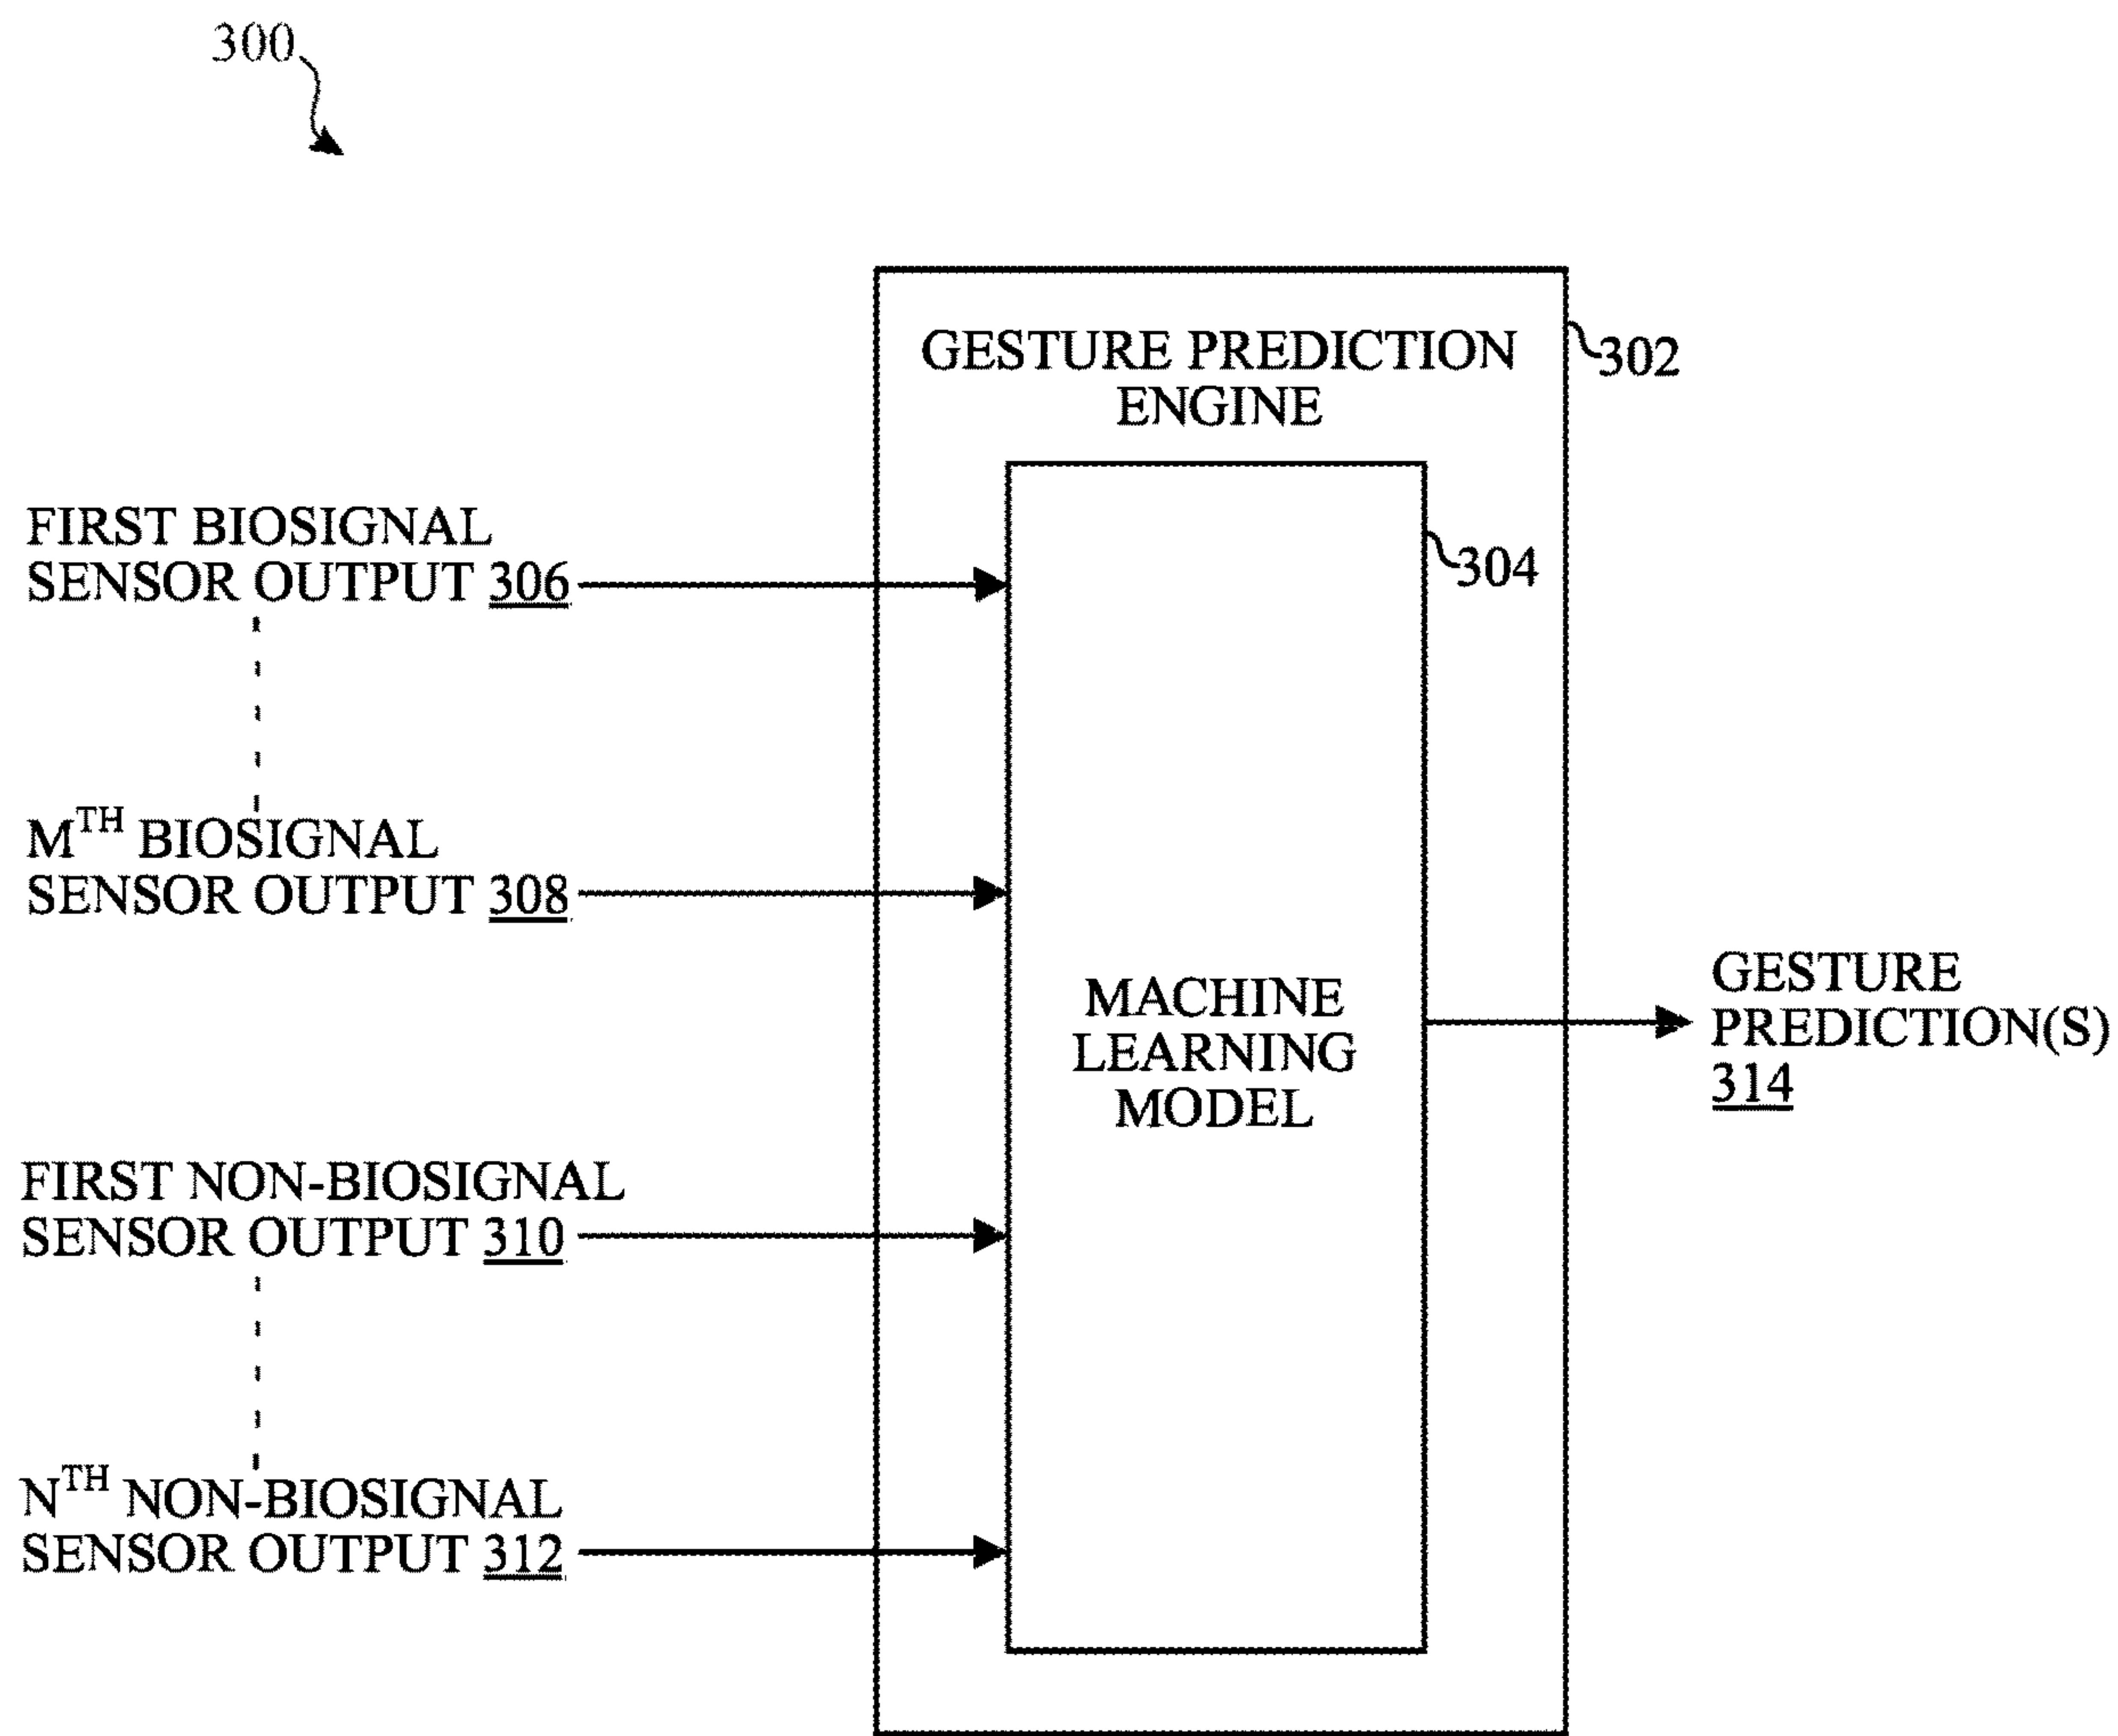 300
GESTURE PREDICTION
ENGINE
302
304
FIRST BIOSIGNAL
SENSOR OUTPUT 306
MTH BIOSIGNAL
SENSOR OUTPUT 308
MACHINE
LEARNING
MODEL
GESTURE
PREDICTION(S)
314
FIRST NON-BIOSIGNAL
SENSOR OUTPUT 310
NTH NON-BIOSIGNAL
SENSOR OUTPUT 312